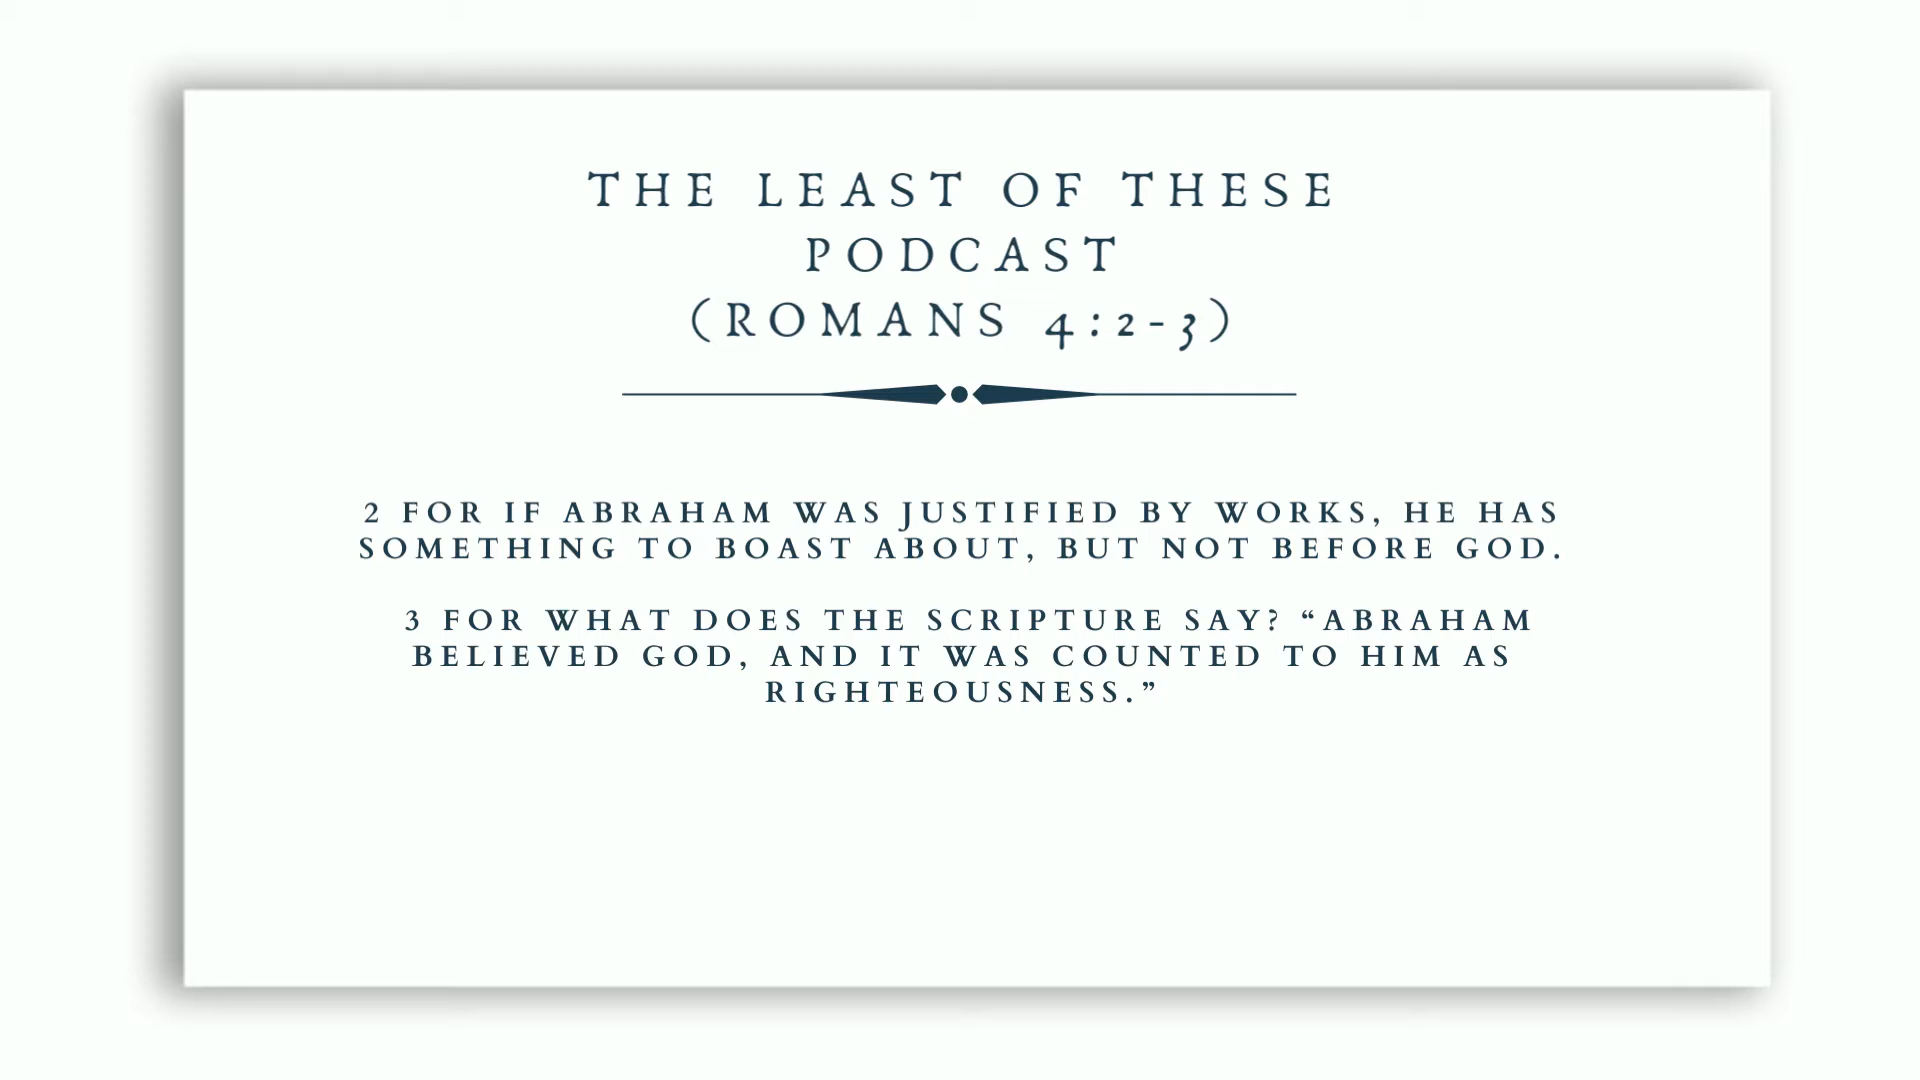 THE LEAST OF THESE
PODCAST
(ROMANS 4:2-3)
2 FOR IF ABRAHAM WAS JUSTIFIED BY WORKS, HE HAS
SOMETHING TO BOAST ABOUT, BUT NOT BEFORE GOD.
3 FOR WHAT DOES THE SCRIPTURE SAY? “ABRAHAM
BELIEVED GOD, AND IT WAS COUNTED TO HIM AS
RIGHTEOUSNESS.”